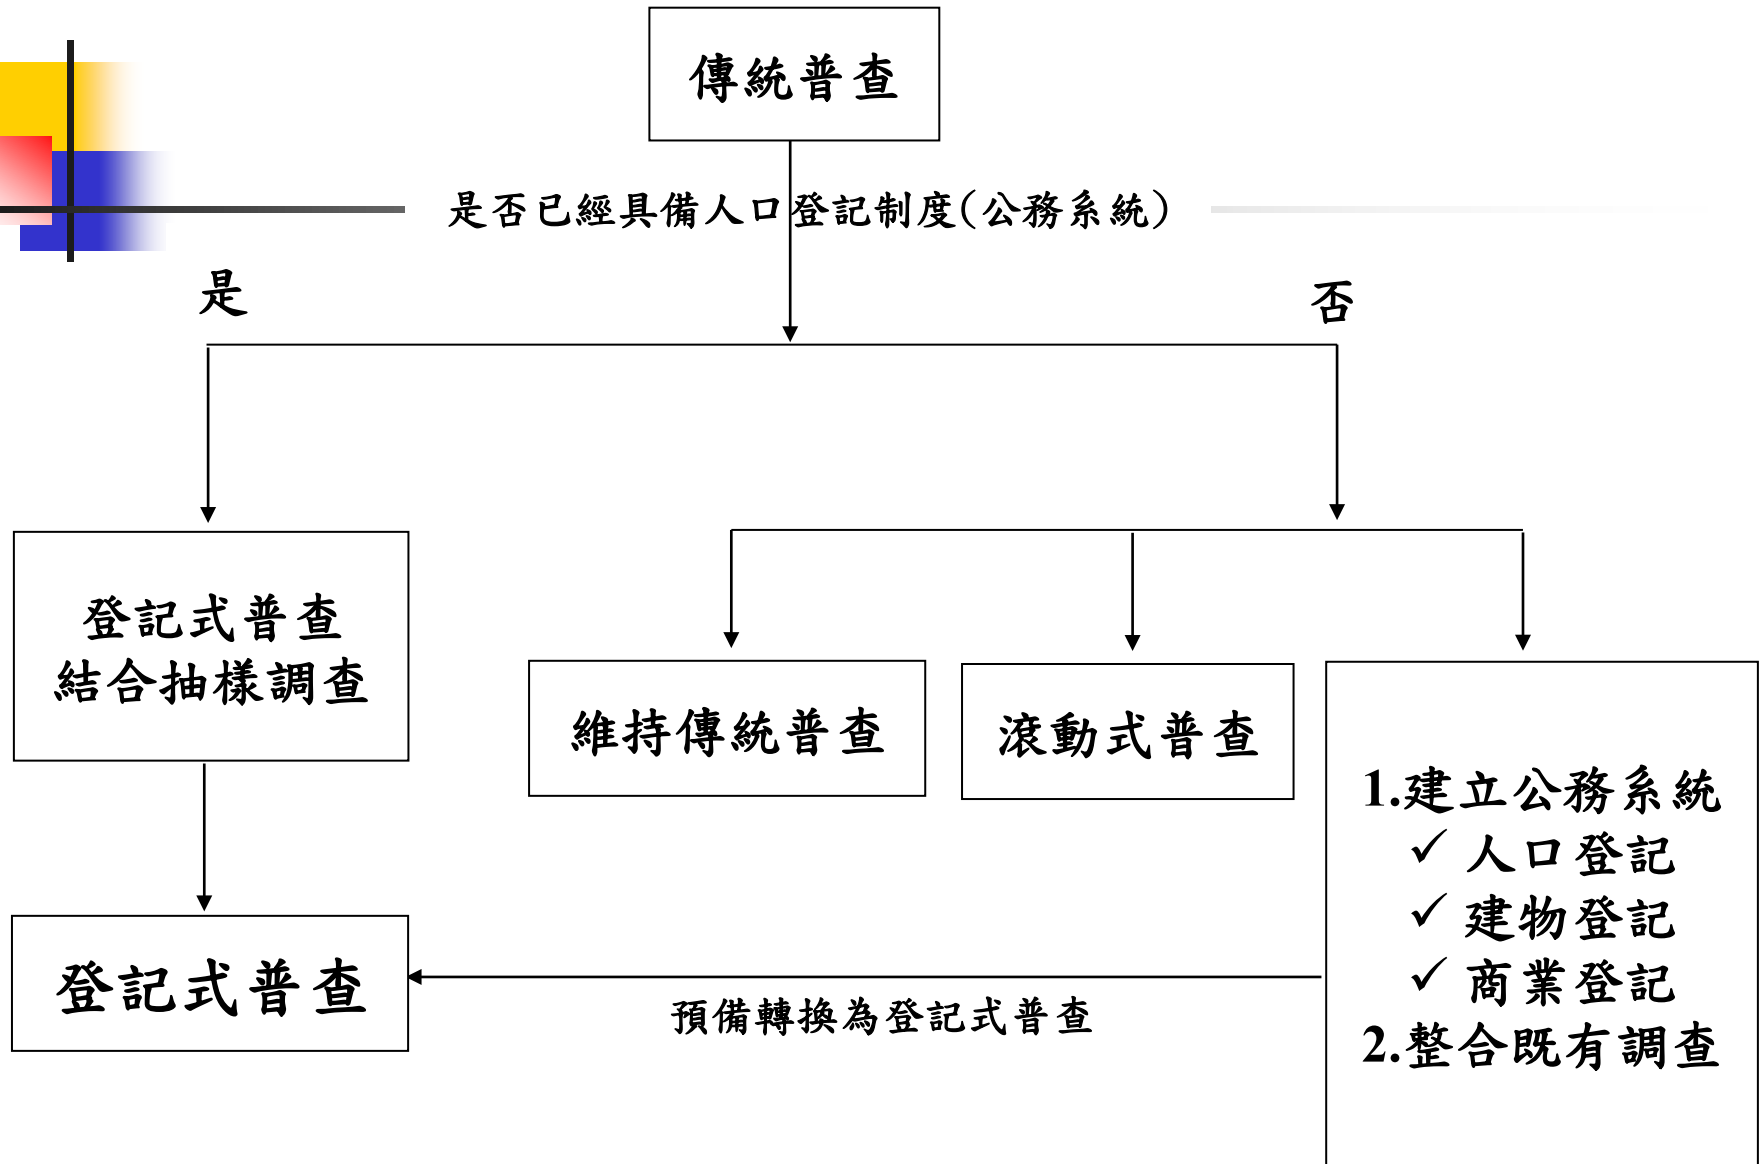 傳統普查
是否已經具備人口登記制度(公務系統)
是
否
登記式普查
結合抽樣調查
維持傳統普查
滾動式普查
1.建立公務系統
✓ 人口登記
✓ 建物登記
✓ 商業登記
2.整合既有調查
登記式普查
預備轉換為登記式普查